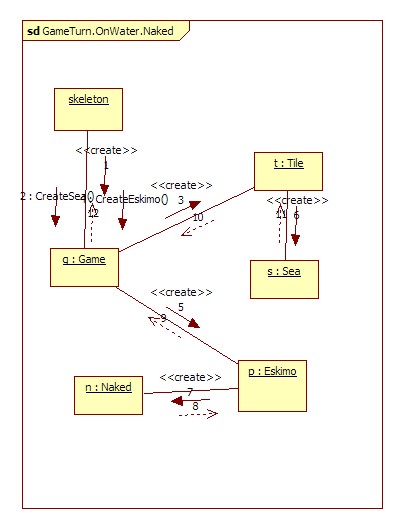 sd GameTurn.OnWater.Naked
skeleton
<<create>>
1
2 : CreateSea()
CreateEskimo()
12
<<create>>
3
10
t : Tile
<<create>>
11
6
g : Game
s : Sea
<<create>>
5
9
p : Eskimo
<<create>>
n : Naked
7
8